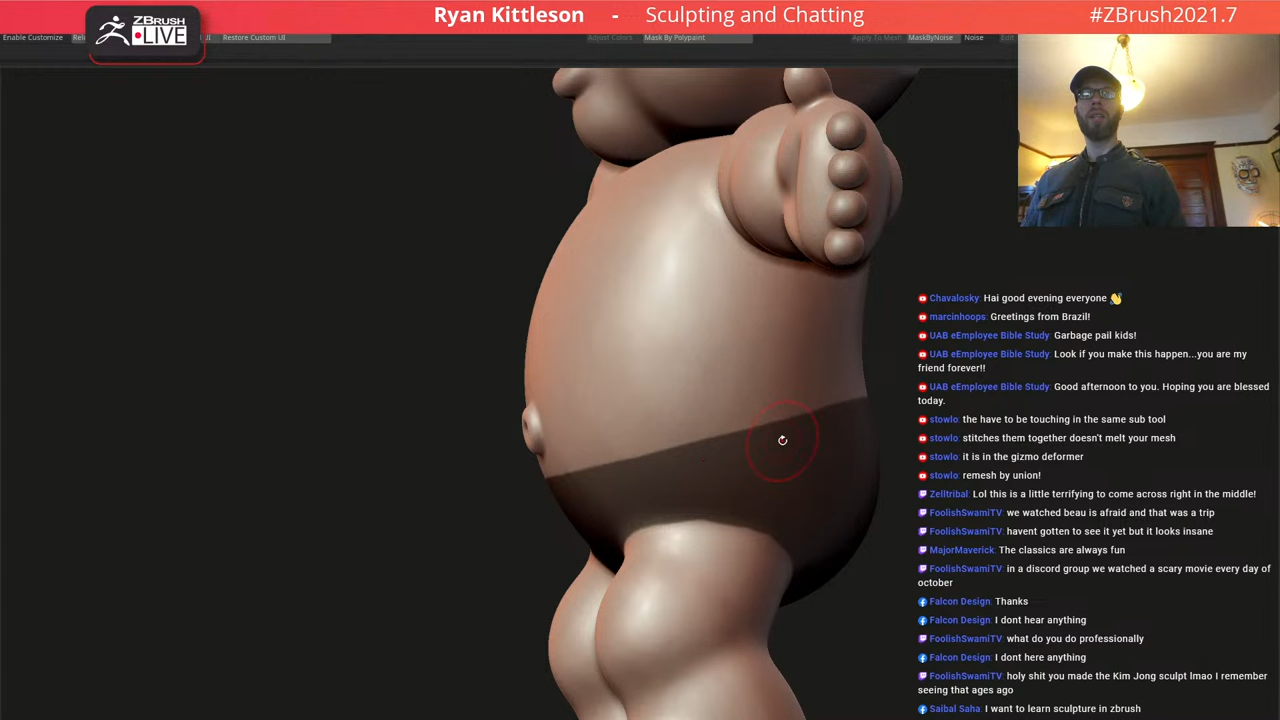 Ryan Kittleson - Sculpting and Chatting #ZBrush2021.7
ZBRUSH
LIVE
Enable Customize Restore Custom UI Adjust Colors Mask By Polypaint Apply To Mesh MaskByNoise Noise Edit
Chavalosky: Hai good evening everyone 👋
marcinhoops: Greetings from Brazil!
UAB eEmployee Bible Study: Garbage pail kids!
UAB eEmployee Bible Study: Look if you make this happen...you are my
friend forever!!
UAB eEmployee Bible Study: Good afternoon to you. Hoping you are blessed
today.
stowlo: the have to be touching in the same sub tool
stowlo: stitches them together doesn't melt your mesh
stowlo: it is in the gizmo deformer
stowlo: remesh by union!
Zelltribal: Lol this is a little terrifying to come across right in the middle!
FoolishSwamiTV: we watched beau is afraid and that was a trip
FoolishSwamiTV: havent gotten to see it yet but it looks insane
MajorMaverick: The classics are always fun
FoolishSwamiTV: in a discord group we watched a scary movie every day of
october
Falcon Design: Thanks
Falcon Design: I dont hear anything
FoolishSwamiTV: what do you do professionally
Falcon Design: I dont here anything
FoolishSwamiTV: holy shit you made the Kim Jong sculpt lmao I remember
seeing that ages ago
Saibal Saha: I want to learn sculpture in zbrush